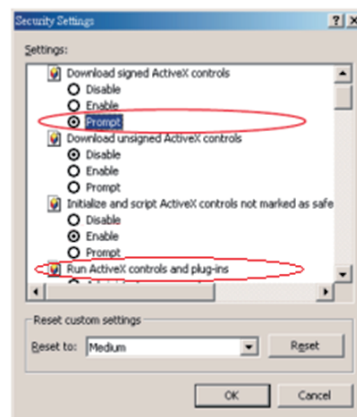 Security Settings
Settings:
Download signed ActiveX controls
Disable
Enable
Prompt
Download unsigned ActiveX controls
Disable
Enable
Prompt
Initialize and script ActiveX controls not marked as safe
Disable
Enable
Prompt
Run ActiveX controls and plug-ins
Reset custom settings
Reset to: Medium Reset
OK Cancel